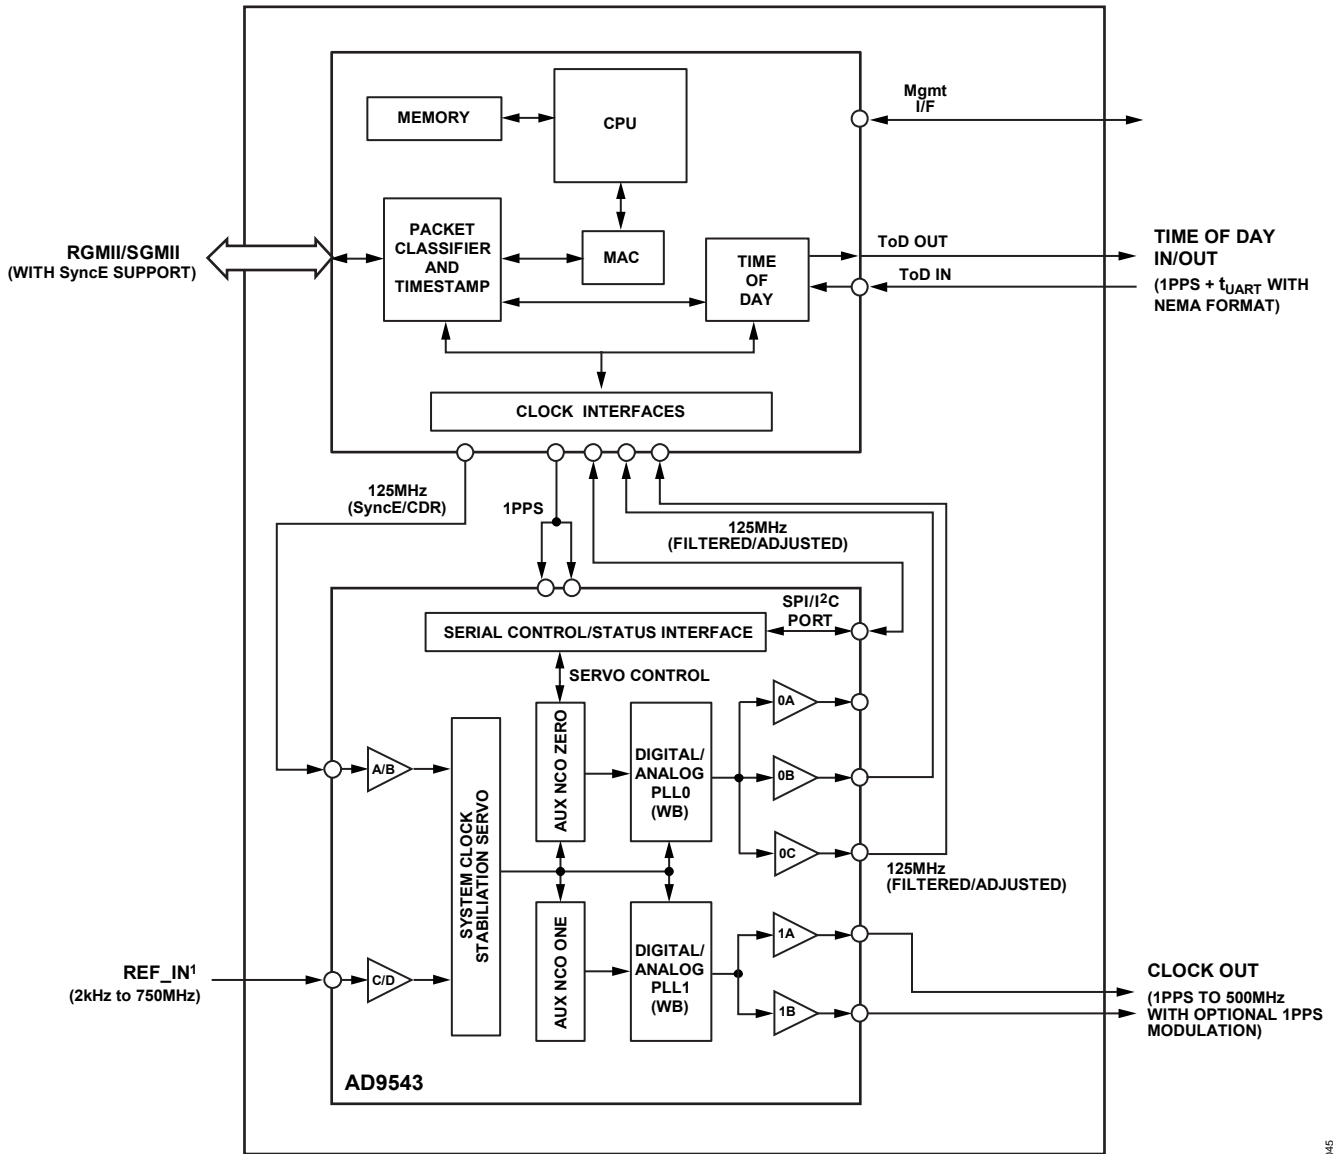 Mgmt
I/F
MEMORY
CPU
PACKET
CLASSIFIER
AND
TIMESTAMP
MAC
TIME
OF
DAY
RGMII/SGMII
(WITH SyncE SUPPORT)
ToD OUT
ToD IN
TIME OF DAY
IN/OUT
(1PPS + tUART WITH
NEMA FORMAT)
CLOCK INTERFACES
125MHz
(SyncE/CDR)
1PPS
125MHz
(FILTERED/ADJUSTED)
SPI/I2C
PORT
SERIAL CONTROL/STATUS INTERFACE
SERVO CONTROL
A/B
C/D
SYSTEM CLOCK
STABILIATION SERVO
AUX NCO ZERO
DIGITAL/
ANALOG
PLL0
(WB)
0A
0B
0C
125MHz
(FILTERED/ADJUSTED)
AUX NCO ONE
DIGITAL/
ANALOG
PLL1
(WB)
1A
1B
REF_IN1
(2kHz to 750MHz)
CLOCK OUT
(1PPS TO 500MHz
WITH OPTIONAL 1PPS
MODULATION)
AD9543